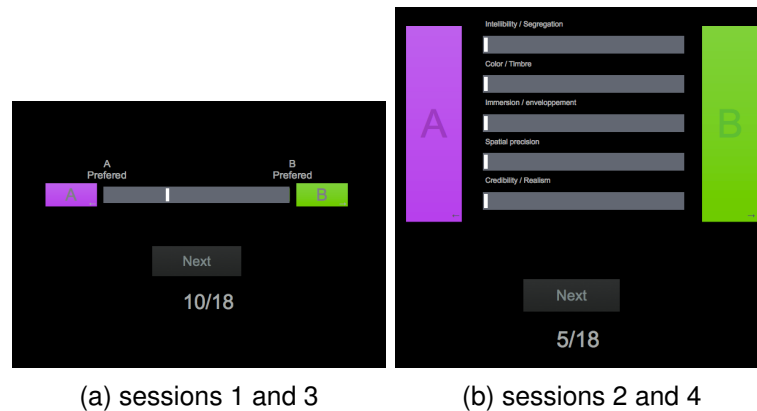 A
Prefered
B
Prefered
A
←
B
→
Next
10/18
(a) sessions 1 and 3
Intellibility / Segregation
Color / Timbre
Immersion / enveloppement
Spatial precision
Credibility / Realism
A
←
B
→
Next
5/18
(b) sessions 2 and 4